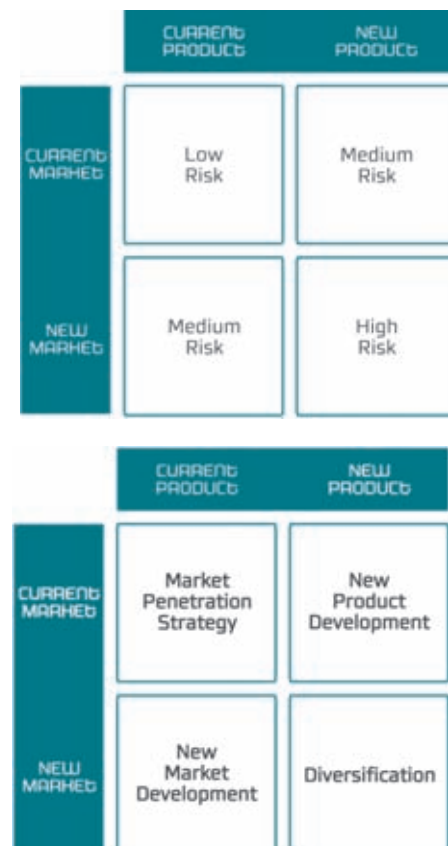 CURRENT
PRODUCT
NEW
PRODUCT
CURRENT
MARKET
Low
Risk
Medium
Risk
NEW
MARKET
Medium
Risk
High
Risk
CURRENT
PRODUCT
NEW
PRODUCT
CURRENT
MARKET
Market
Penetration
Strategy
New
Product
Development
NEW
MARKET
New
Market
Development
Diversification